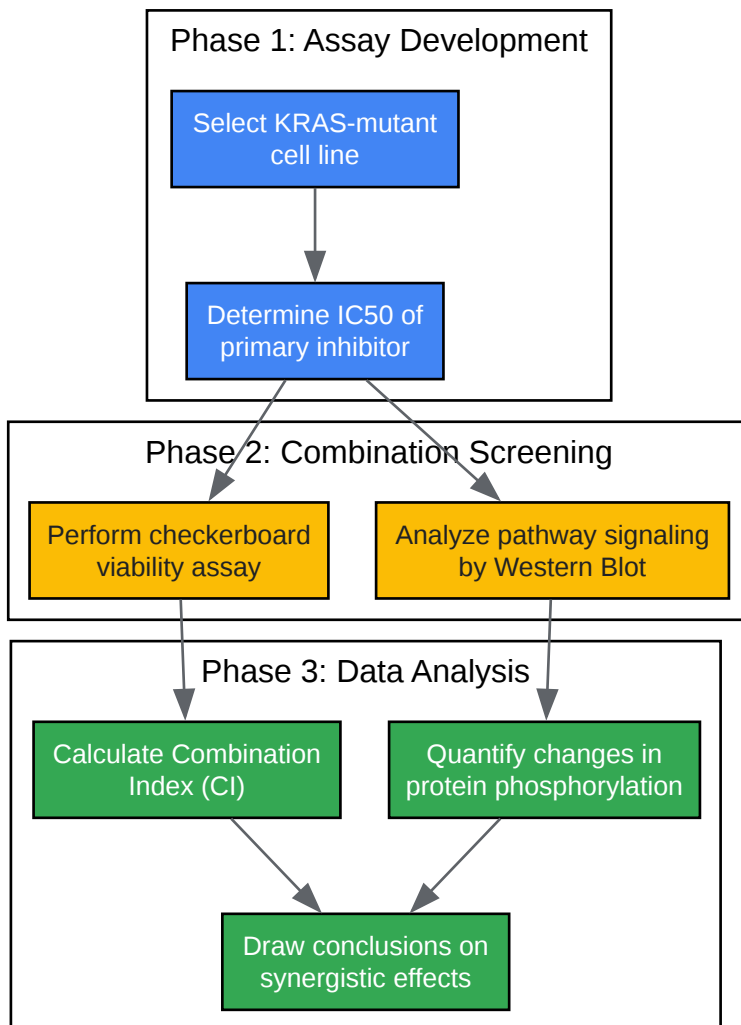 Phase 1: Assay Development
Select KRAS-mutant
cell line
Determine IC50 of
primary inhibitor
Phase 2: Combination Screening
Perform checkerboard
viability assay
Analyze pathway signaling
by Western Blot
Phase 3: Data Analysis
Calculate Combination
Index (CI)
Quantify changes in
protein phosphorylation
Draw conclusions on
synergistic effects